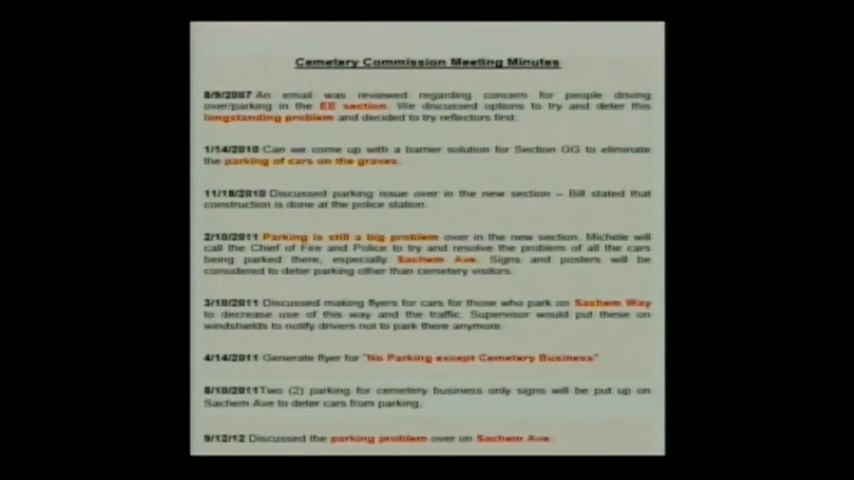 Cemetery Commission Meeting Minutes
8/9/2007 An email was reviewed regarding concern for people driving
over/parking in the EE section. We discussed options to try and deter this
longstanding problem and decided to try reflectors first.
1/14/2010 Can we come up with a barrier solution for Section GG to eliminate
the parking of cars on the graves.
11/18/2010 Discussed parking issue over in the new section – Bill stated that
construction is done at the police station.
2/10/2011 Parking is still a big problem over in the new section. Michele will
call the Chief of Fire and Police to try and resolve the problem of all the cars
being parked there, especially Sachem Ave. Signs and posters will be
considered to deter parking other than cemetery visitors.
3/10/2011 Discussed making flyers for cars for those who park on Sachem Way
to decrease use of this way and the traffic. Supervisor would put these on
windshields to notify drivers not to park there anymore.
4/14/2011 Generate flyer for "No Parking except Cemetery Business"
8/10/2011Two (2) parking for cemetery business only signs will be put up on
Sachem Ave to deter cars from parking.
9/12/12 Discussed the parking problem over on Sachem Ave.